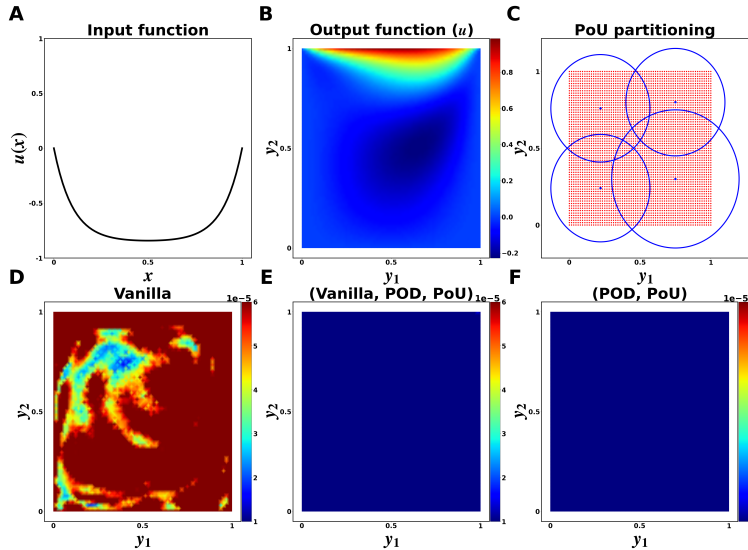 A
Input function
1
0.5
0
-0.5
-1
u(x)
0
0.5
1
x
B
Output function (u)
1
0.5
0
y2
0
0.5
1
y1
0.8
0.6
0.4
0.2
0.0
−0.2
C
PoU partitioning
1
0.5
0
y2
0
0.5
1
y1
D
Vanilla
1e−5
1
0.5
0
y2
0
0.5
1
y1
6
5
4
3
2
1
E
(Vanilla, POD, PoU)
1e−5
1
0.5
0
y2
0
0.5
1
y1
6
5
4
3
2
1
F
(POD, PoU)
1e−5
1
0.5
0
y2
0
0.5
1
y1